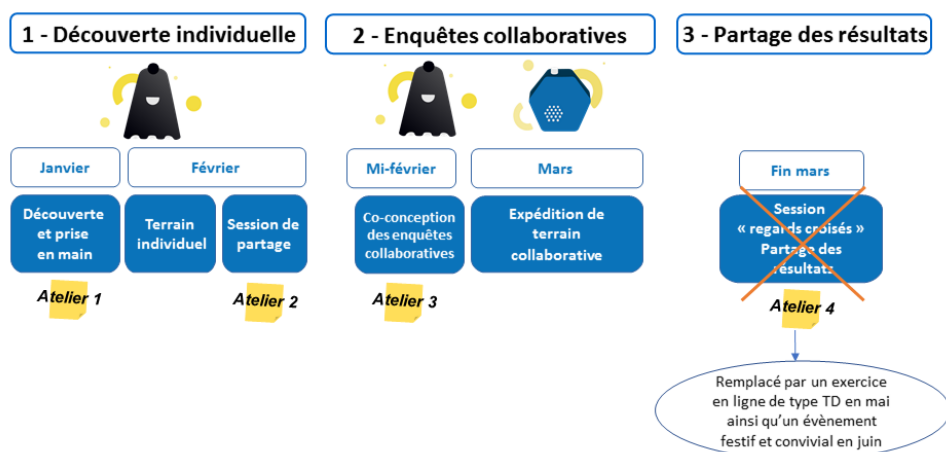 1 - Découverte individuelle
2 - Enquêtes collaboratives
3 - Partage des résultats
Janvier
Février
Mi-février
Mars
Fin mars
Découverte
et prise
en main
Terrain
individuel
Session de
partage
Co-conception
des enquêtes
collaboratives
Expédition de
terrain
collaborative
Session
« regards croisés »
Partage des
résultats
Atelier 1
Atelier 2
Atelier 3
Atelier 4
Remplacé par un exercice
en ligne de type TD en mai
ainsi qu'un évènement
festif et convivial en juin